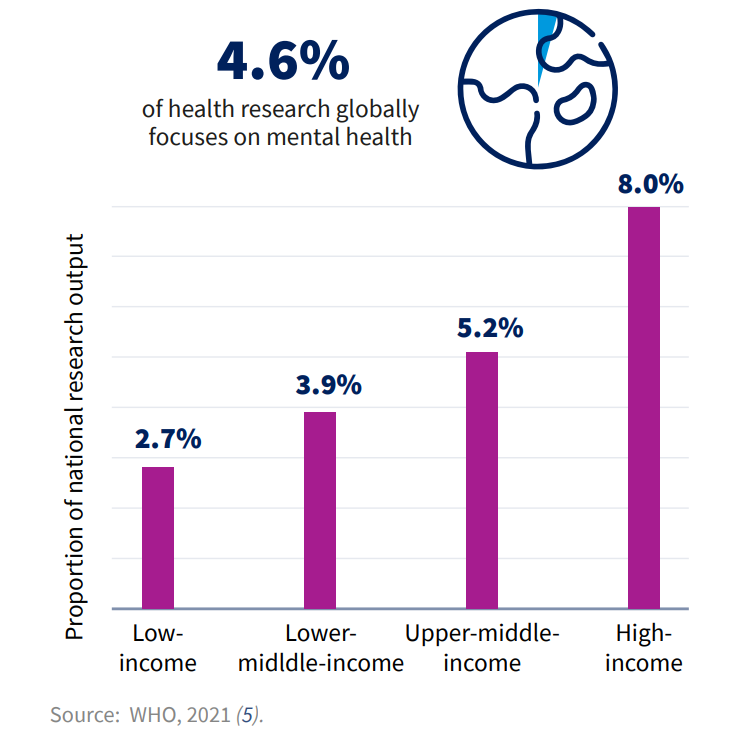 4.6%
of health research globally
focuses on mental health
8.0%
5.2%
3.9%
2.7%
Proportion of national research output
Low-
income
Lower-
midldle-income
Upper-middle-
income
High-
income
Source: WHO, 2021 (5).